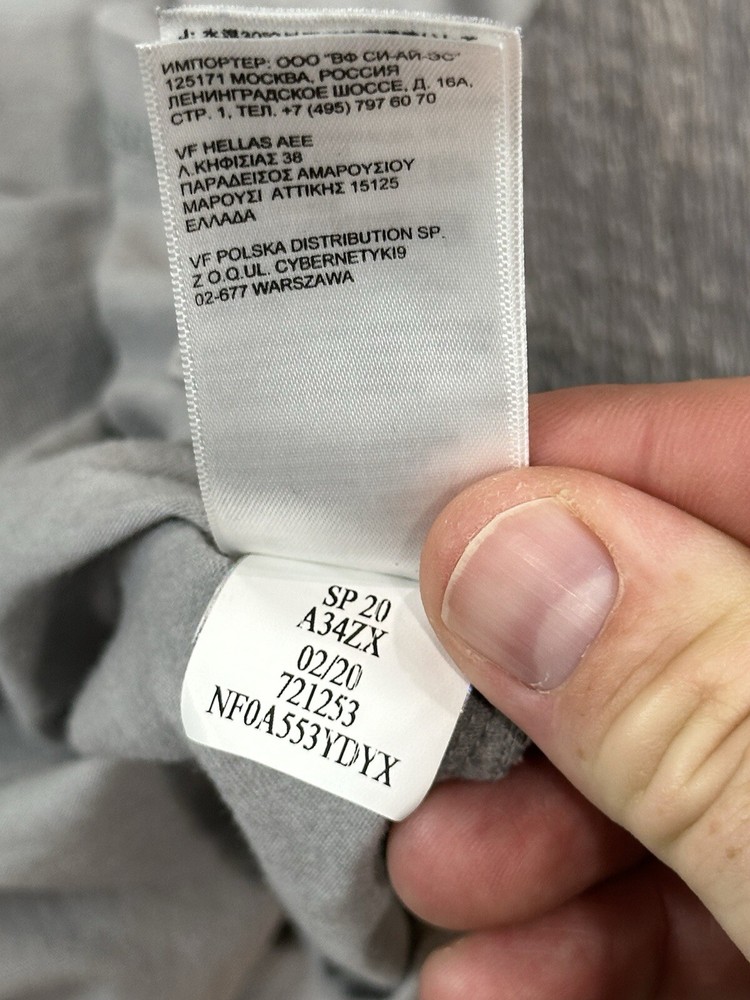 ИМПОРТЕР: ООО "ВФ СИ-АЙ-ЭС"
125171 МОСКВА, РОССИЯ
ЛЕНИНГРАДСКОЕ ШОССЕ, Д. 16А,
СТР. 1, ТЕЛ. +7 (495) 797 60 70
VF HELLAS AEE
Λ.ΚΗΦΙΣΙΑΣ 38
ΠΑΡΑΔΕΙΣΟΣ ΑΜΑΡΟΥΣΙΟΥ
ΜΑΡΟΥΣΙ ΑΤΤΙΚΗΣ 15125
ΕΛΛΑΔΑ
VF POLSKA DISTRIBUTION SP.
Z O.O.UL. CYBERNETYKI9
02-677 WARSZAWA
SP 20
A34ZX
02/20
721253
NF0A553YDYX